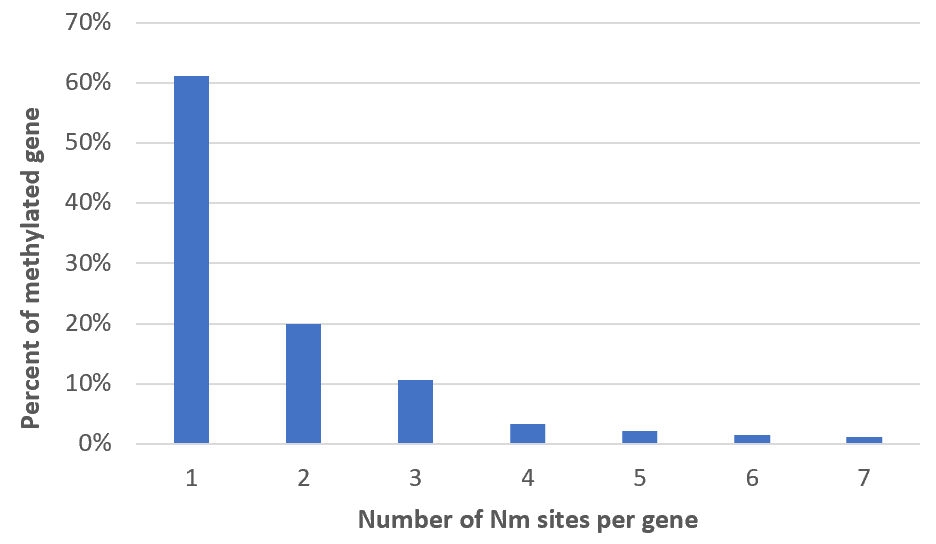 70%
60%
50%
40%
30%
20%
10%
0%
Percent of methylated gene
1 2 3 4 5 6 7
Number of Nm sites per gene